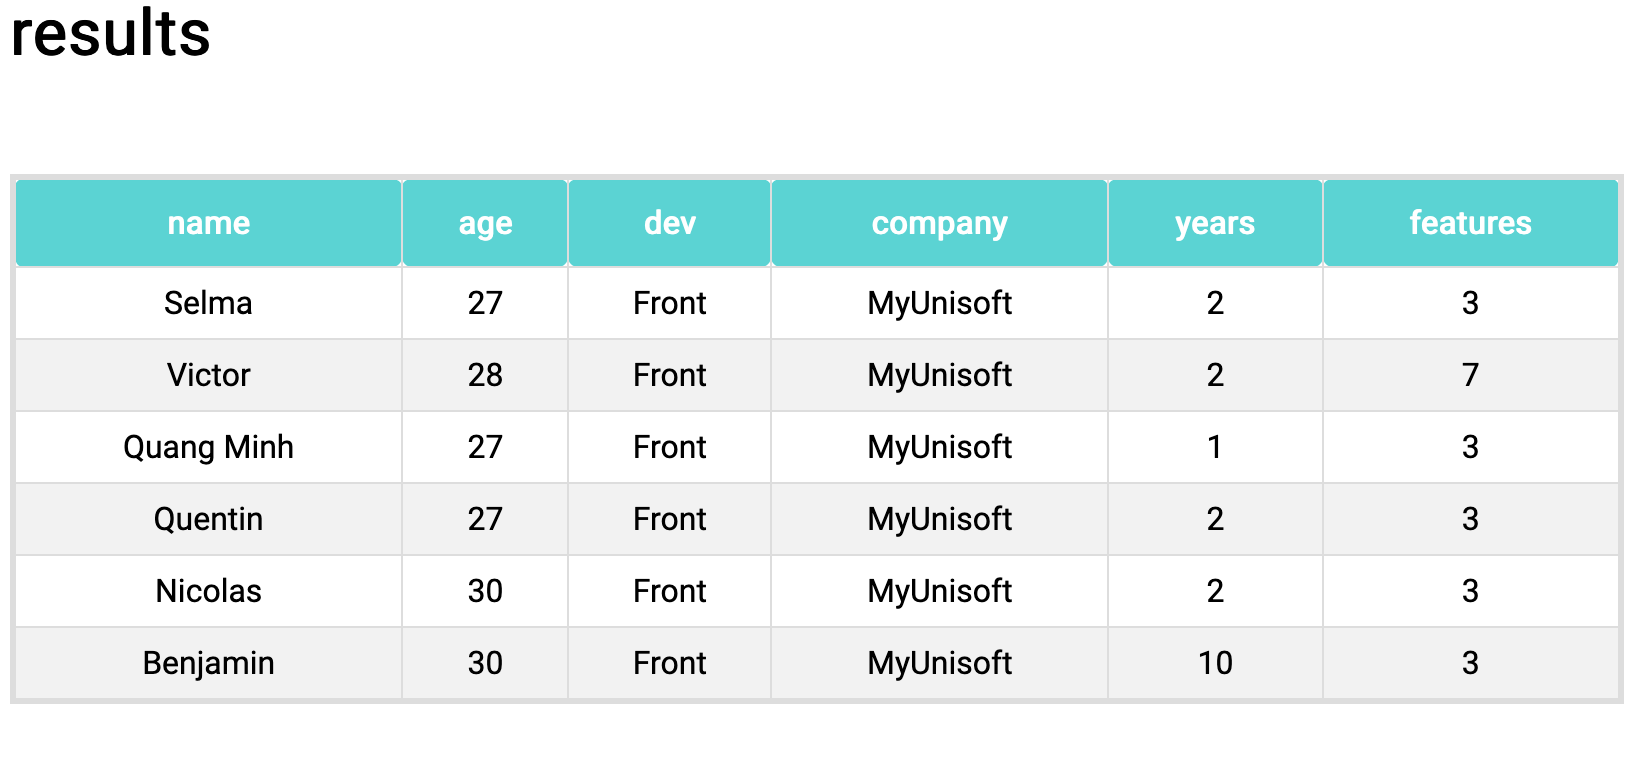 results
name age dev company years features
Selma 27 Front MyUnisoft 2 3
Victor 28 Front MyUnisoft 2 7
Quang Minh 27 Front MyUnisoft 1 3
Quentin 27 Front MyUnisoft 2 3
Nicolas 30 Front MyUnisoft 2 3
Benjamin 30 Front MyUnisoft 10 3